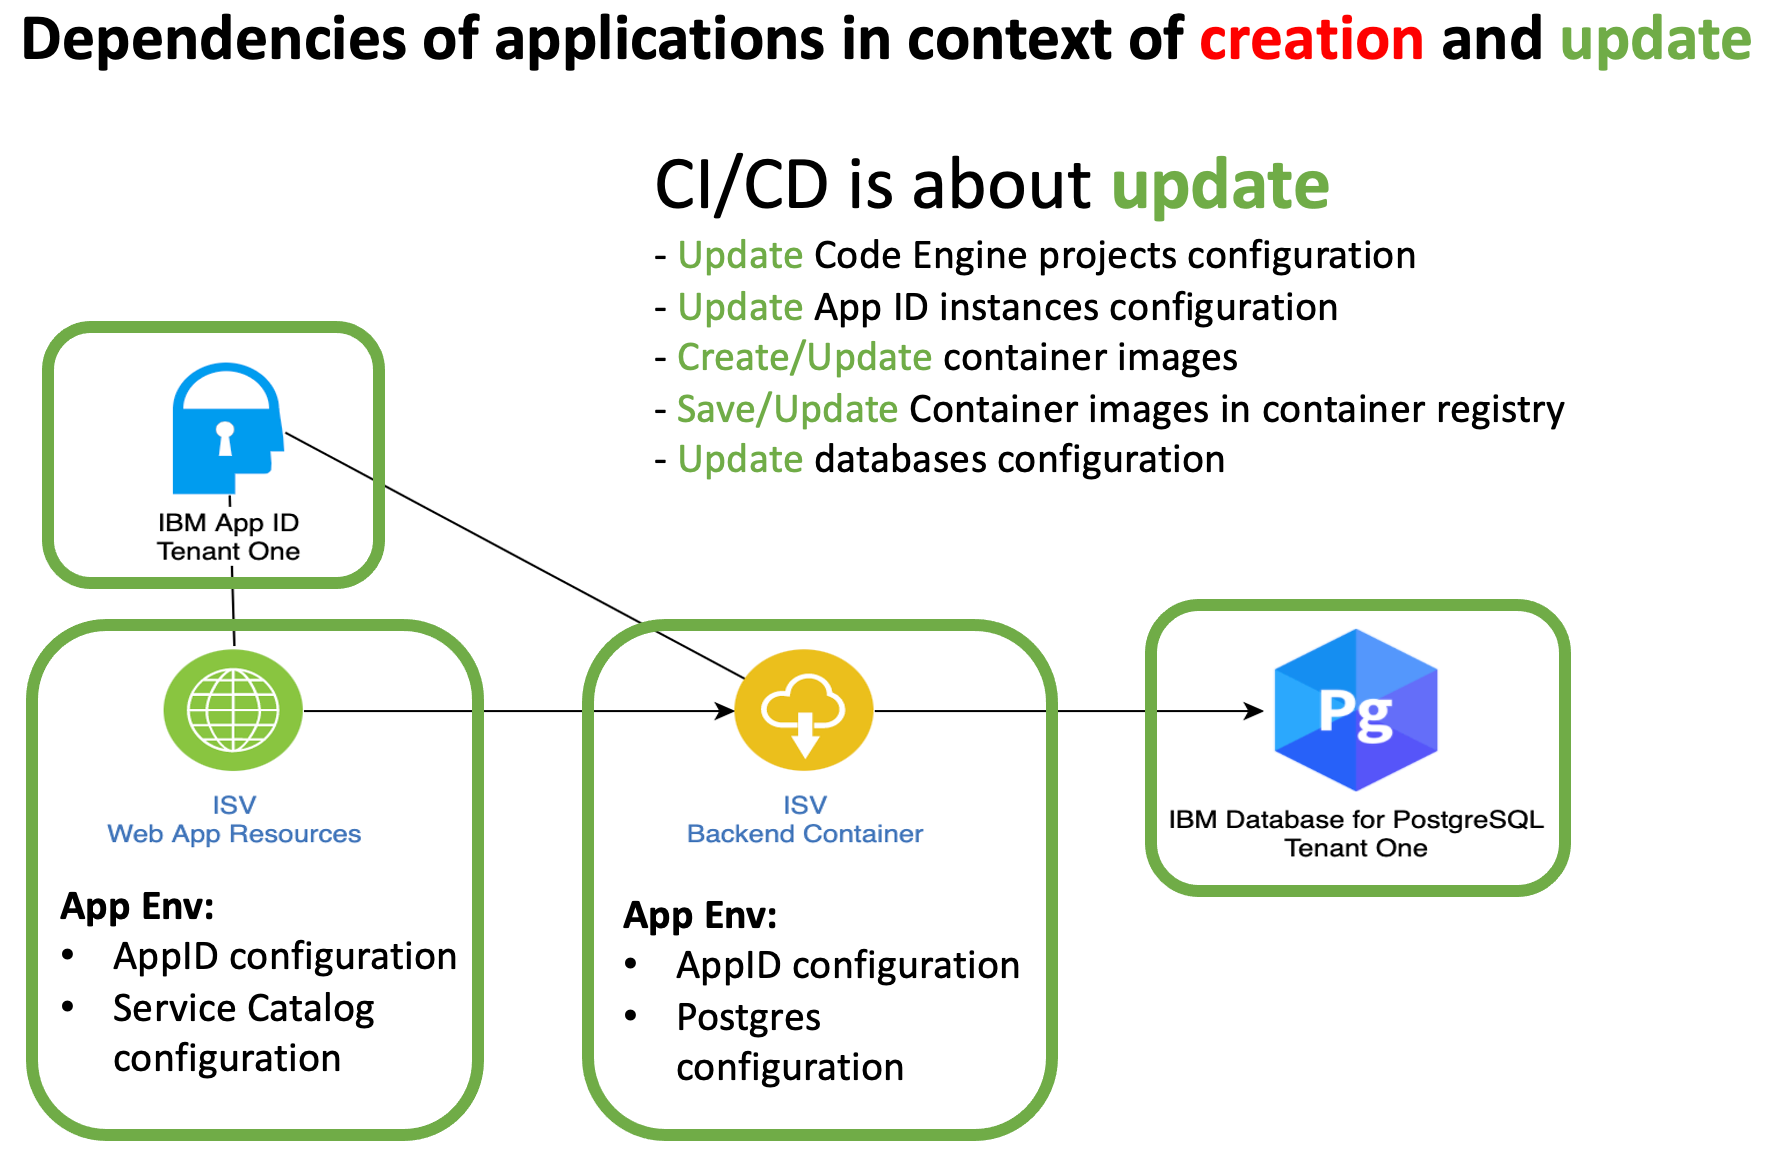 Dependencies of applications in context of creation and update
CI/CD is about update
- Update Code Engine projects configuration
- Update App ID instances configuration
- Create/Update container images
- Save/Update Container images in container registry
- Update databases configuration
IBM App ID
Tenant One
ISV
Web App Resources
App Env:
• AppID configuration
• Service Catalog
configuration
ISV
Backend Container
App Env:
• AppID configuration
• Postgres
configuration
Pg
IBM Database for PostgreSQL
Tenant One